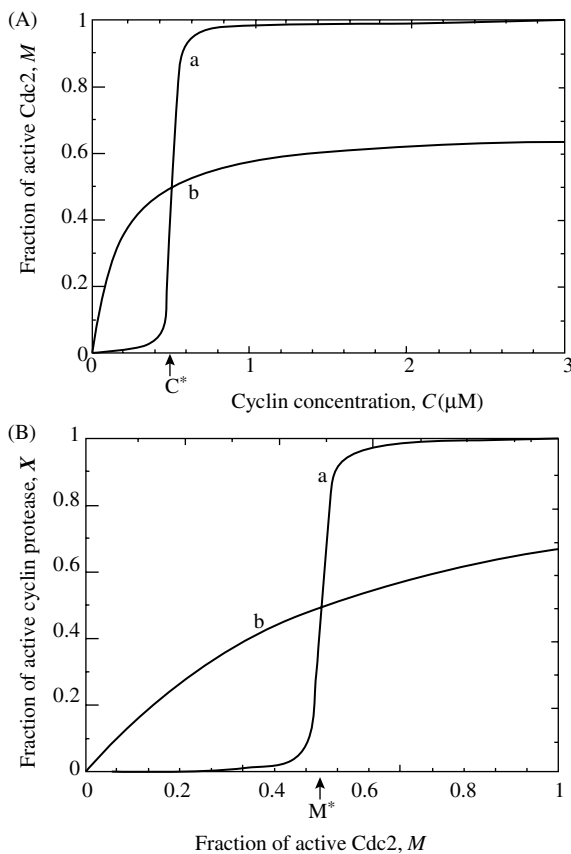 (A)
Fraction of active Cdc2, M
1
0.8
0.6
0.4
0.2
0
a
b
0 1 2 3
C*
Cyclin concentration, C(μM)
(B)
Fraction of active cyclin protease, X
1
0.8
0.6
0.4
0.2
0
a
b
0 0.2 0.4 0.6 0.8 1
M*
Fraction of active Cdc2, M